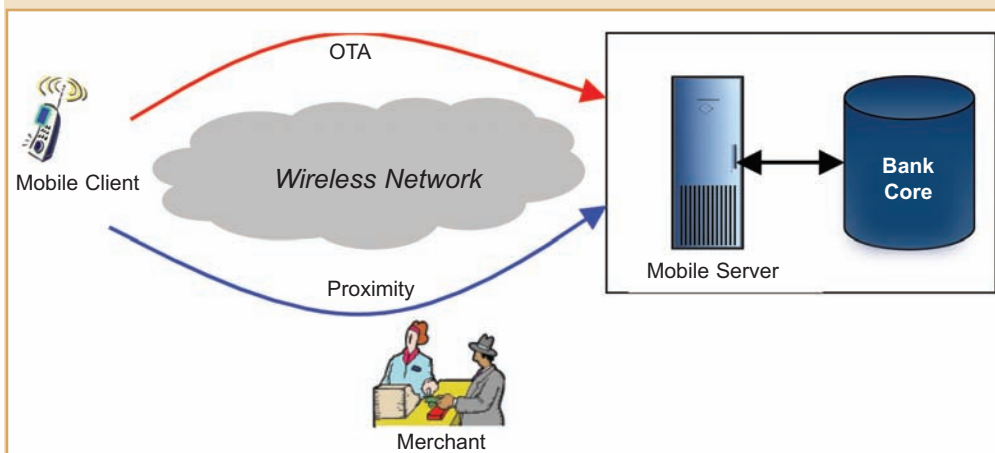 OTA
Mobile Client
Wireless Network
Bank
Core
Mobile Server
Proximity
Merchant